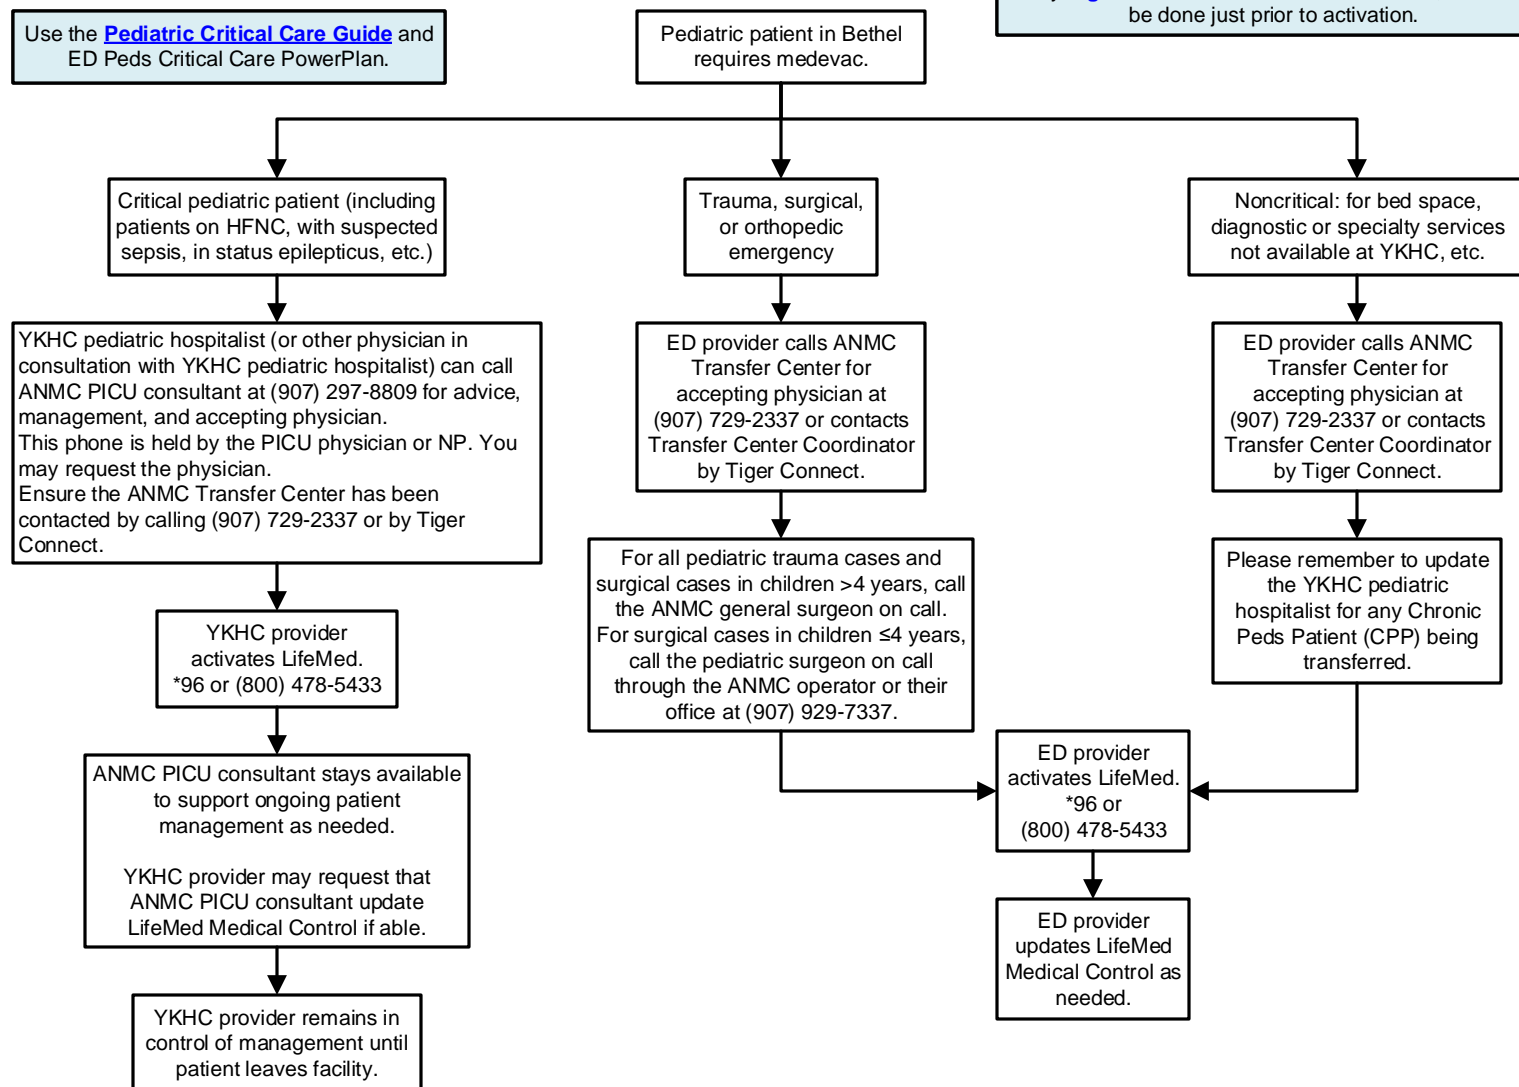 Use the Pediatric Critical Care Guide and
ED Peds Critical Care PowerPlan.
Pediatric patient in Bethel
requires medevac.
be done just prior to activation.
Critical pediatric patient (including
patients on HFNC, with suspected
sepsis, in status epilepticus, etc.)
Trauma, surgical,
or orthopedic
emergency
Noncritical: for bed space,
diagnostic or specialty services
not available at YKHC, etc.
YKHC pediatric hospitalist (or other physician in
consultation with YKHC pediatric hospitalist) can call
ANMC PICU consultant at (907) 297-8809 for advice,
management, and accepting physician.
This phone is held by the PICU physician or NP. You
may request the physician.
Ensure the ANMC Transfer Center has been
contacted by calling (907) 729-2337 or by Tiger
Connect.
ED provider calls ANMC
Transfer Center for
accepting physician at
(907) 729-2337 or contacts
Transfer Center Coordinator
by Tiger Connect.
ED provider calls ANMC
Transfer Center for
accepting physician at
(907) 729-2337 or contacts
Transfer Center Coordinator
by Tiger Connect.
For all pediatric trauma cases and
surgical cases in children >4 years, call
the ANMC general surgeon on call.
For surgical cases in children ≤4 years,
call the pediatric surgeon on call
through the ANMC operator or their
office at (907) 929-7337.
Please remember to update
the YKHC pediatric
hospitalist for any Chronic
Peds Patient (CPP) being
transferred.
YKHC provider
activates LifeMed.
*96 or (800) 478-5433
ANMC PICU consultant stays available
to support ongoing patient
management as needed.
YKHC provider may request that
ANMC PICU consultant update
LifeMed Medical Control if able.
ED provider
activates LifeMed.
*96 or
(800) 478-5433
ED provider
updates LifeMed
Medical Control as
needed.
YKHC provider remains in
control of management until
patient leaves facility.